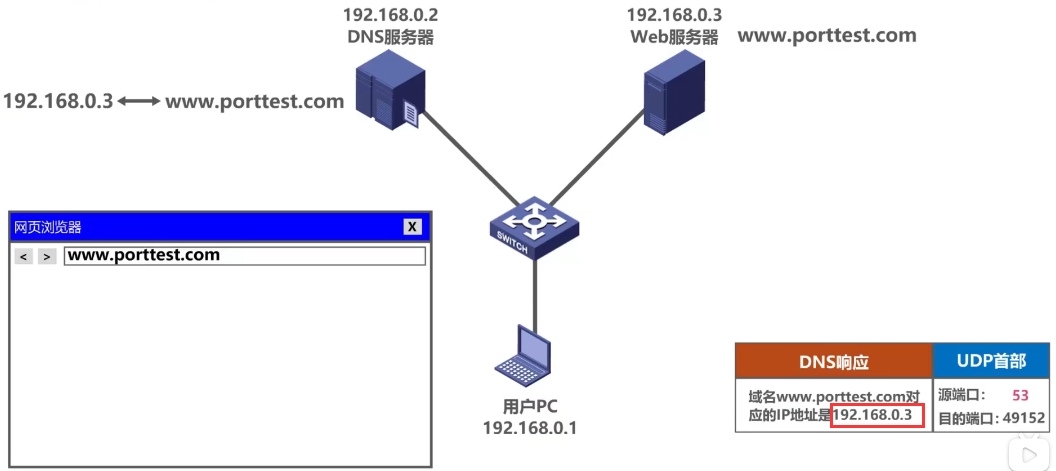 192.168.0.2
DNS服务器
192.168.0.3
Web服务器
www.porttest.com
192.168.0.3
www.porttest.com
网页浏览器
X
<
>
www.porttest.com
SWITCH
用户PC
192.168.0.1
DNS响应
UDP首部
域名www.porttest.com对
应的IP地址是192.168.0.3
源端口： 53
目的端口：49152